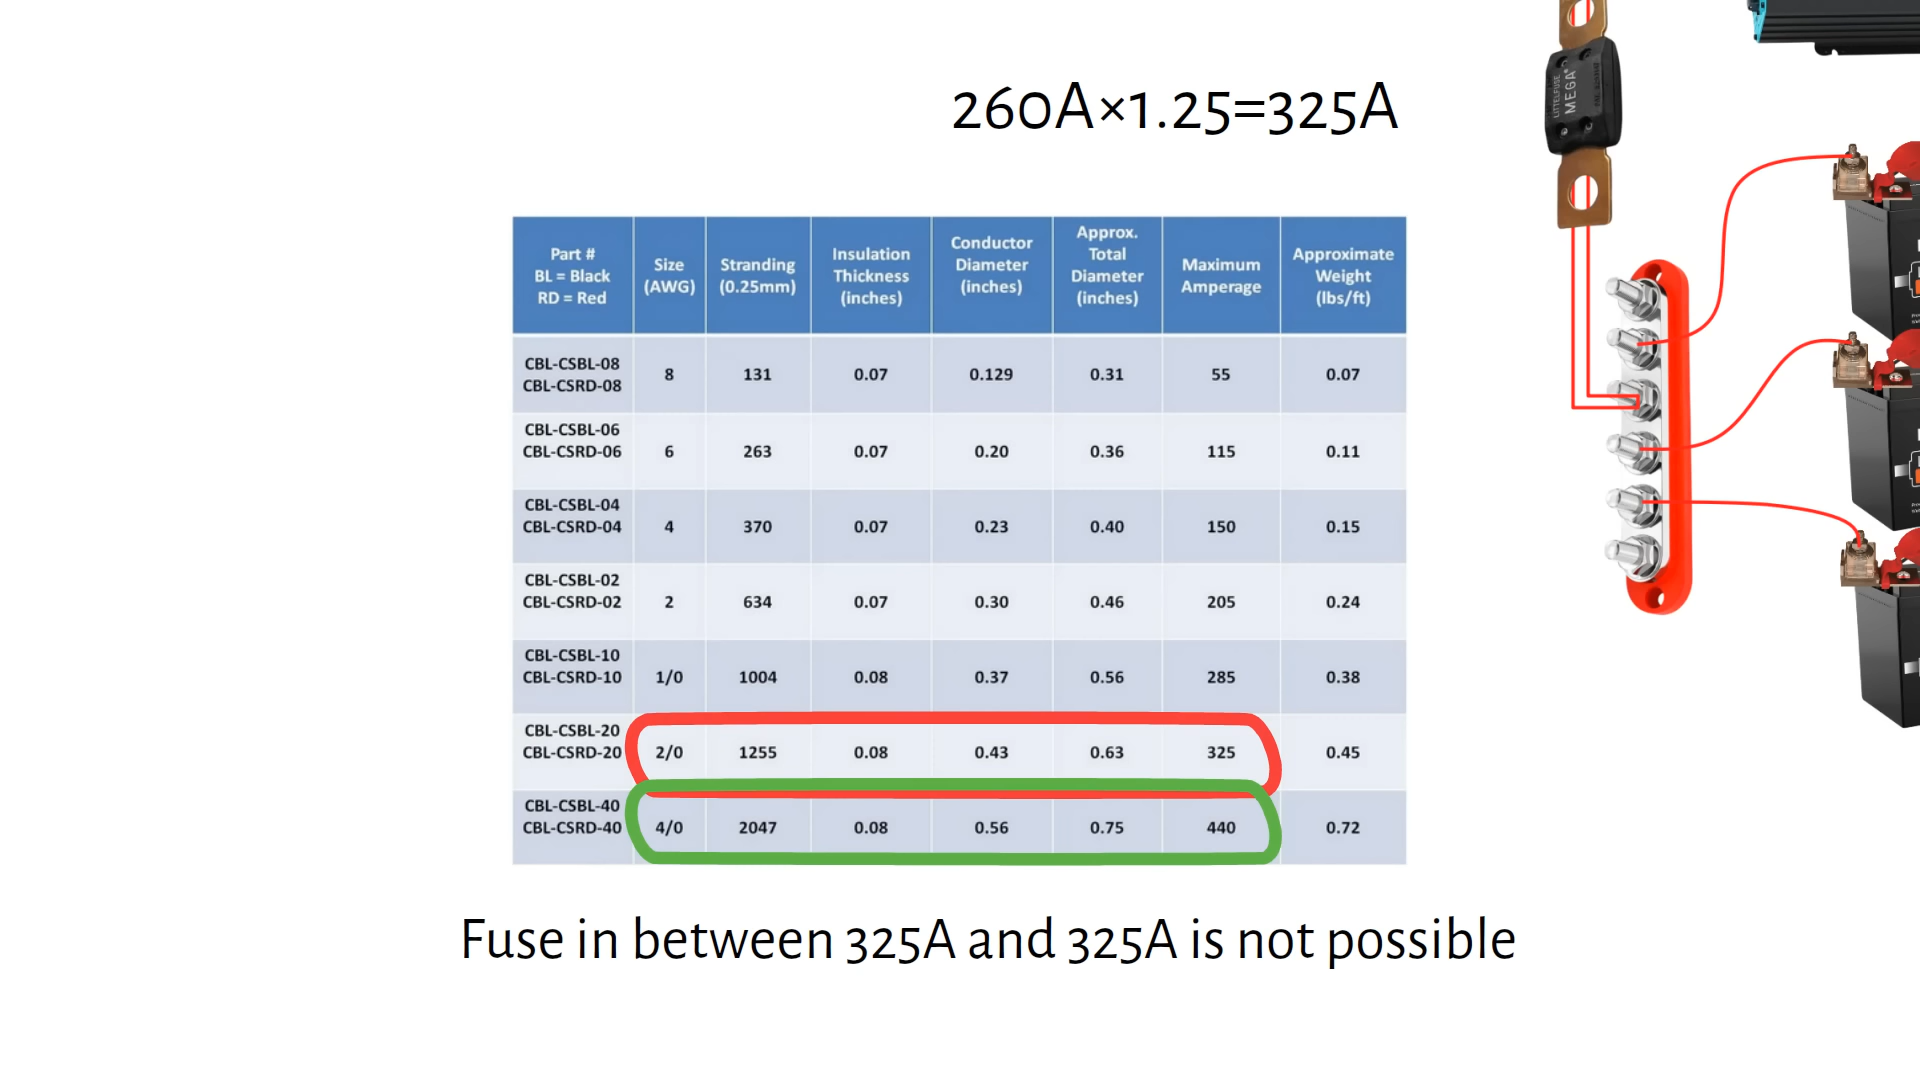 260A×1.25=325A
LITTELFUSE
MEGA®
Part #
BL = Black
RD = Red
Size
(AWG)
Stranding
(0.25mm)
Insulation
Thickness
(inches)
Conductor
Diameter
(inches)
Approx.
Total
Diameter
(inches)
Maximum
Amperage
Approximate
Weight
(lbs/ft)
CBL-CSBL-08
CBL-CSRD-08
8 131 0.07 0.129 0.31 55 0.07
CBL-CSBL-06
CBL-CSRD-06
6 263 0.07 0.20 0.36 115 0.11
CBL-CSBL-04
CBL-CSRD-04
4 370 0.07 0.23 0.40 150 0.15
CBL-CSBL-02
CBL-CSRD-02
2 634 0.07 0.30 0.46 205 0.24
CBL-CSBL-10
CBL-CSRD-10
1/0 1004 0.08 0.37 0.56 285 0.38
CBL-CSBL-20
CBL-CSRD-20
2/0 1255 0.08 0.43 0.63 325 0.45
CBL-CSBL-40
CBL-CSRD-40
4/0 2047 0.08 0.56 0.75 440 0.72
Fuse in between 325A and 325A is not possible